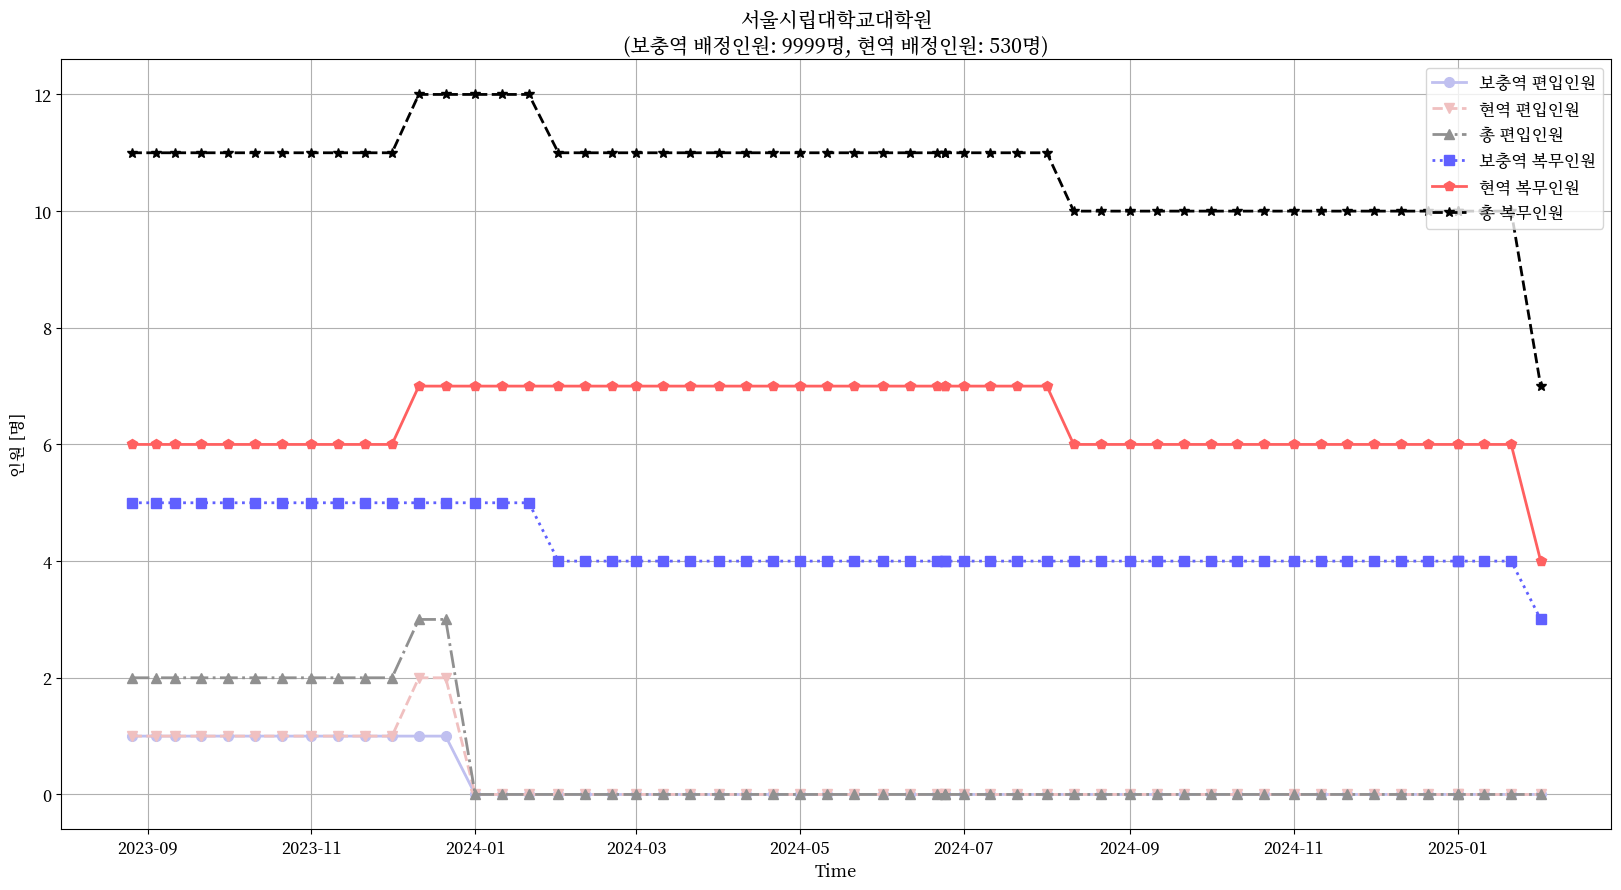 서울시립대학교대학원
(보충역 배정인원: 9999명, 현역 배정인원: 530명)
보충역 편입인원
현역 편입인원
총 편입인원
보충역 복무인원
현역 복무인원
총 복무인원
인원 [명]
12
10
8
6
4
2
0
2023-09
2023-11
2024-01
2024-03
2024-05
2024-07
2024-09
2024-11
2025-01
Time